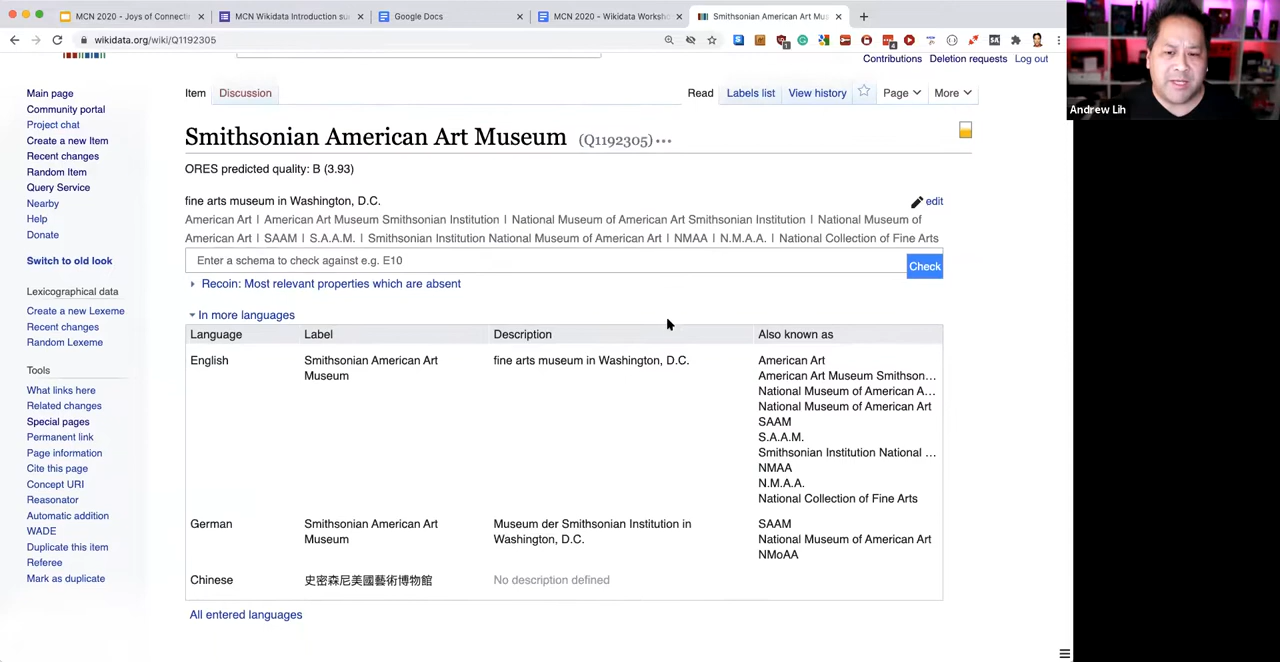 MCN 2020 - Joys of Connecti
MCN Wikidata Introduction su
Google Docs
MCN 2020 - Wikidata Worksh
Smithsonian American Art Mus
wikidata.org/wiki/Q1192305
Contributions
Deletion requests
Log out
Andrew Lih
Main page
Community portal
Project chat
Create a new Item
Recent changes
Random Item
Query Service
Nearby
Help
Donate
Switch to old look
Lexicographical data
Create a new Lexeme
Recent changes
Random Lexeme
Tools
What links here
Related changes
Special pages
Permanent link
Page information
Cite this page
Concept URI
Reasonator
Automatic addition
WADE
Duplicate this item
Referee
Mark as duplicate
Item
Discussion
Read
Labels list
View history
Page
More
Smithsonian American Art Museum (Q1192305)
ORES predicted quality: B (3.93)
fine arts museum in Washington, D.C.
edit
American Art | American Art Museum Smithsonian Institution | National Museum of American Art Smithsonian Institution | National Museum of
American Art | SAAM | S.A.A.M. | Smithsonian Institution National Museum of American Art | NMAA | N.M.A.A. | National Collection of Fine Arts
Enter a schema to check against e.g. E10
Check
Recoin: Most relevant properties which are absent
In more languages
Language Label Description Also known as
English
Smithsonian American Art
Museum
fine arts museum in Washington, D.C.
American Art
American Art Museum Smithson…
National Museum of American A…
National Museum of American Art
SAAM
S.A.A.M.
Smithsonian Institution National …
NMAA
N.M.A.A.
National Collection of Fine Arts
German
Smithsonian American Art
Museum
Museum der Smithsonian Institution in
Washington, D.C.
SAAM
National Museum of American Art
NMoAA
Chinese
史密森尼美國藝術博物館
No description defined
All entered languages